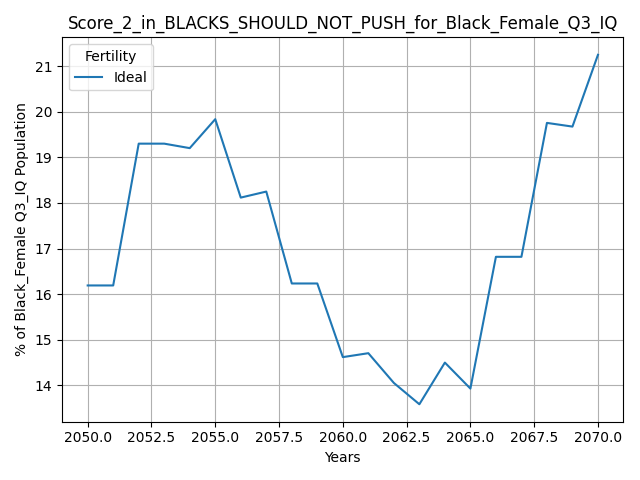 Score_2_in_BLACKS_SHOULD_NOT_PUSH_for_Black_Female_Q3_IQ
Fertility
Ideal
% of Black_Female Q3_IQ Population
21
20
19
18
17
16
15
14
2050.0 2052.5 2055.0 2057.5 2060.0 2062.5 2065.0 2067.5 2070.0
Years